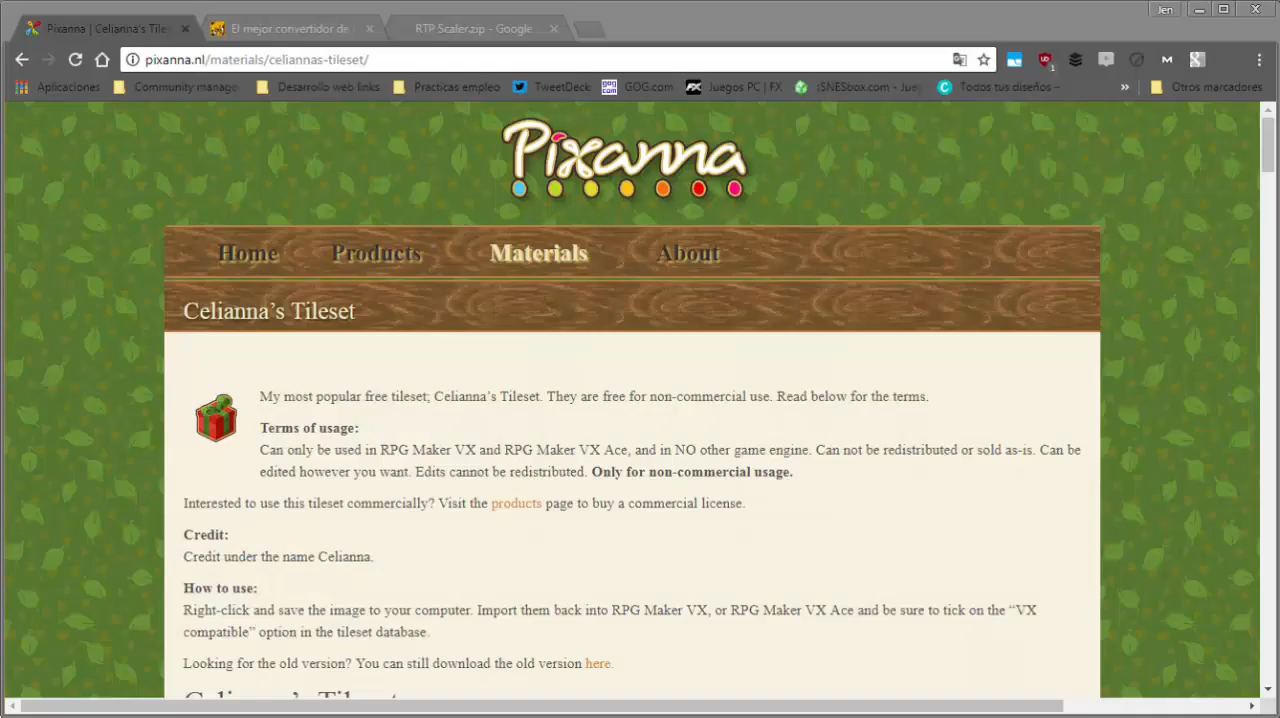 Jen
Pixanna | Celianna's Tile
El mejor convertidor de
RTP Scaler.zip - Google
pixanna.nl/materials/celiannas-tileset/
1
Aplicaciones
Community manage
Desarrollo web links
Practicas empleo
TweetDeck
GOG.com
Juegos PC | FX
:SNESbox.com - Jueg
Todos tus diseños –
»
Otros marcadores
Pixanna
Home
Products
Materials
About
Celianna's Tileset
My most popular free tileset; Celianna's Tileset. They are free for non-commercial use. Read below for the terms.
Terms of usage:
Can only be used in RPG Maker VX and RPG Maker VX Ace, and in NO other game engine. Can not be redistributed or sold as-is. Can be
edited however you want. Edits cannot be redistributed. Only for non-commercial usage.
Interested to use this tileset commercially? Visit the products page to buy a commercial license.
Credit:
Credit under the name Celianna.
How to use:
Right-click and save the image to your computer. Import them back into RPG Maker VX, or RPG Maker VX Ace and be sure to tick on the “VX
compatible” option in the tileset database.
Looking for the old version? You can still download the old version here.
Celianna's Tileset